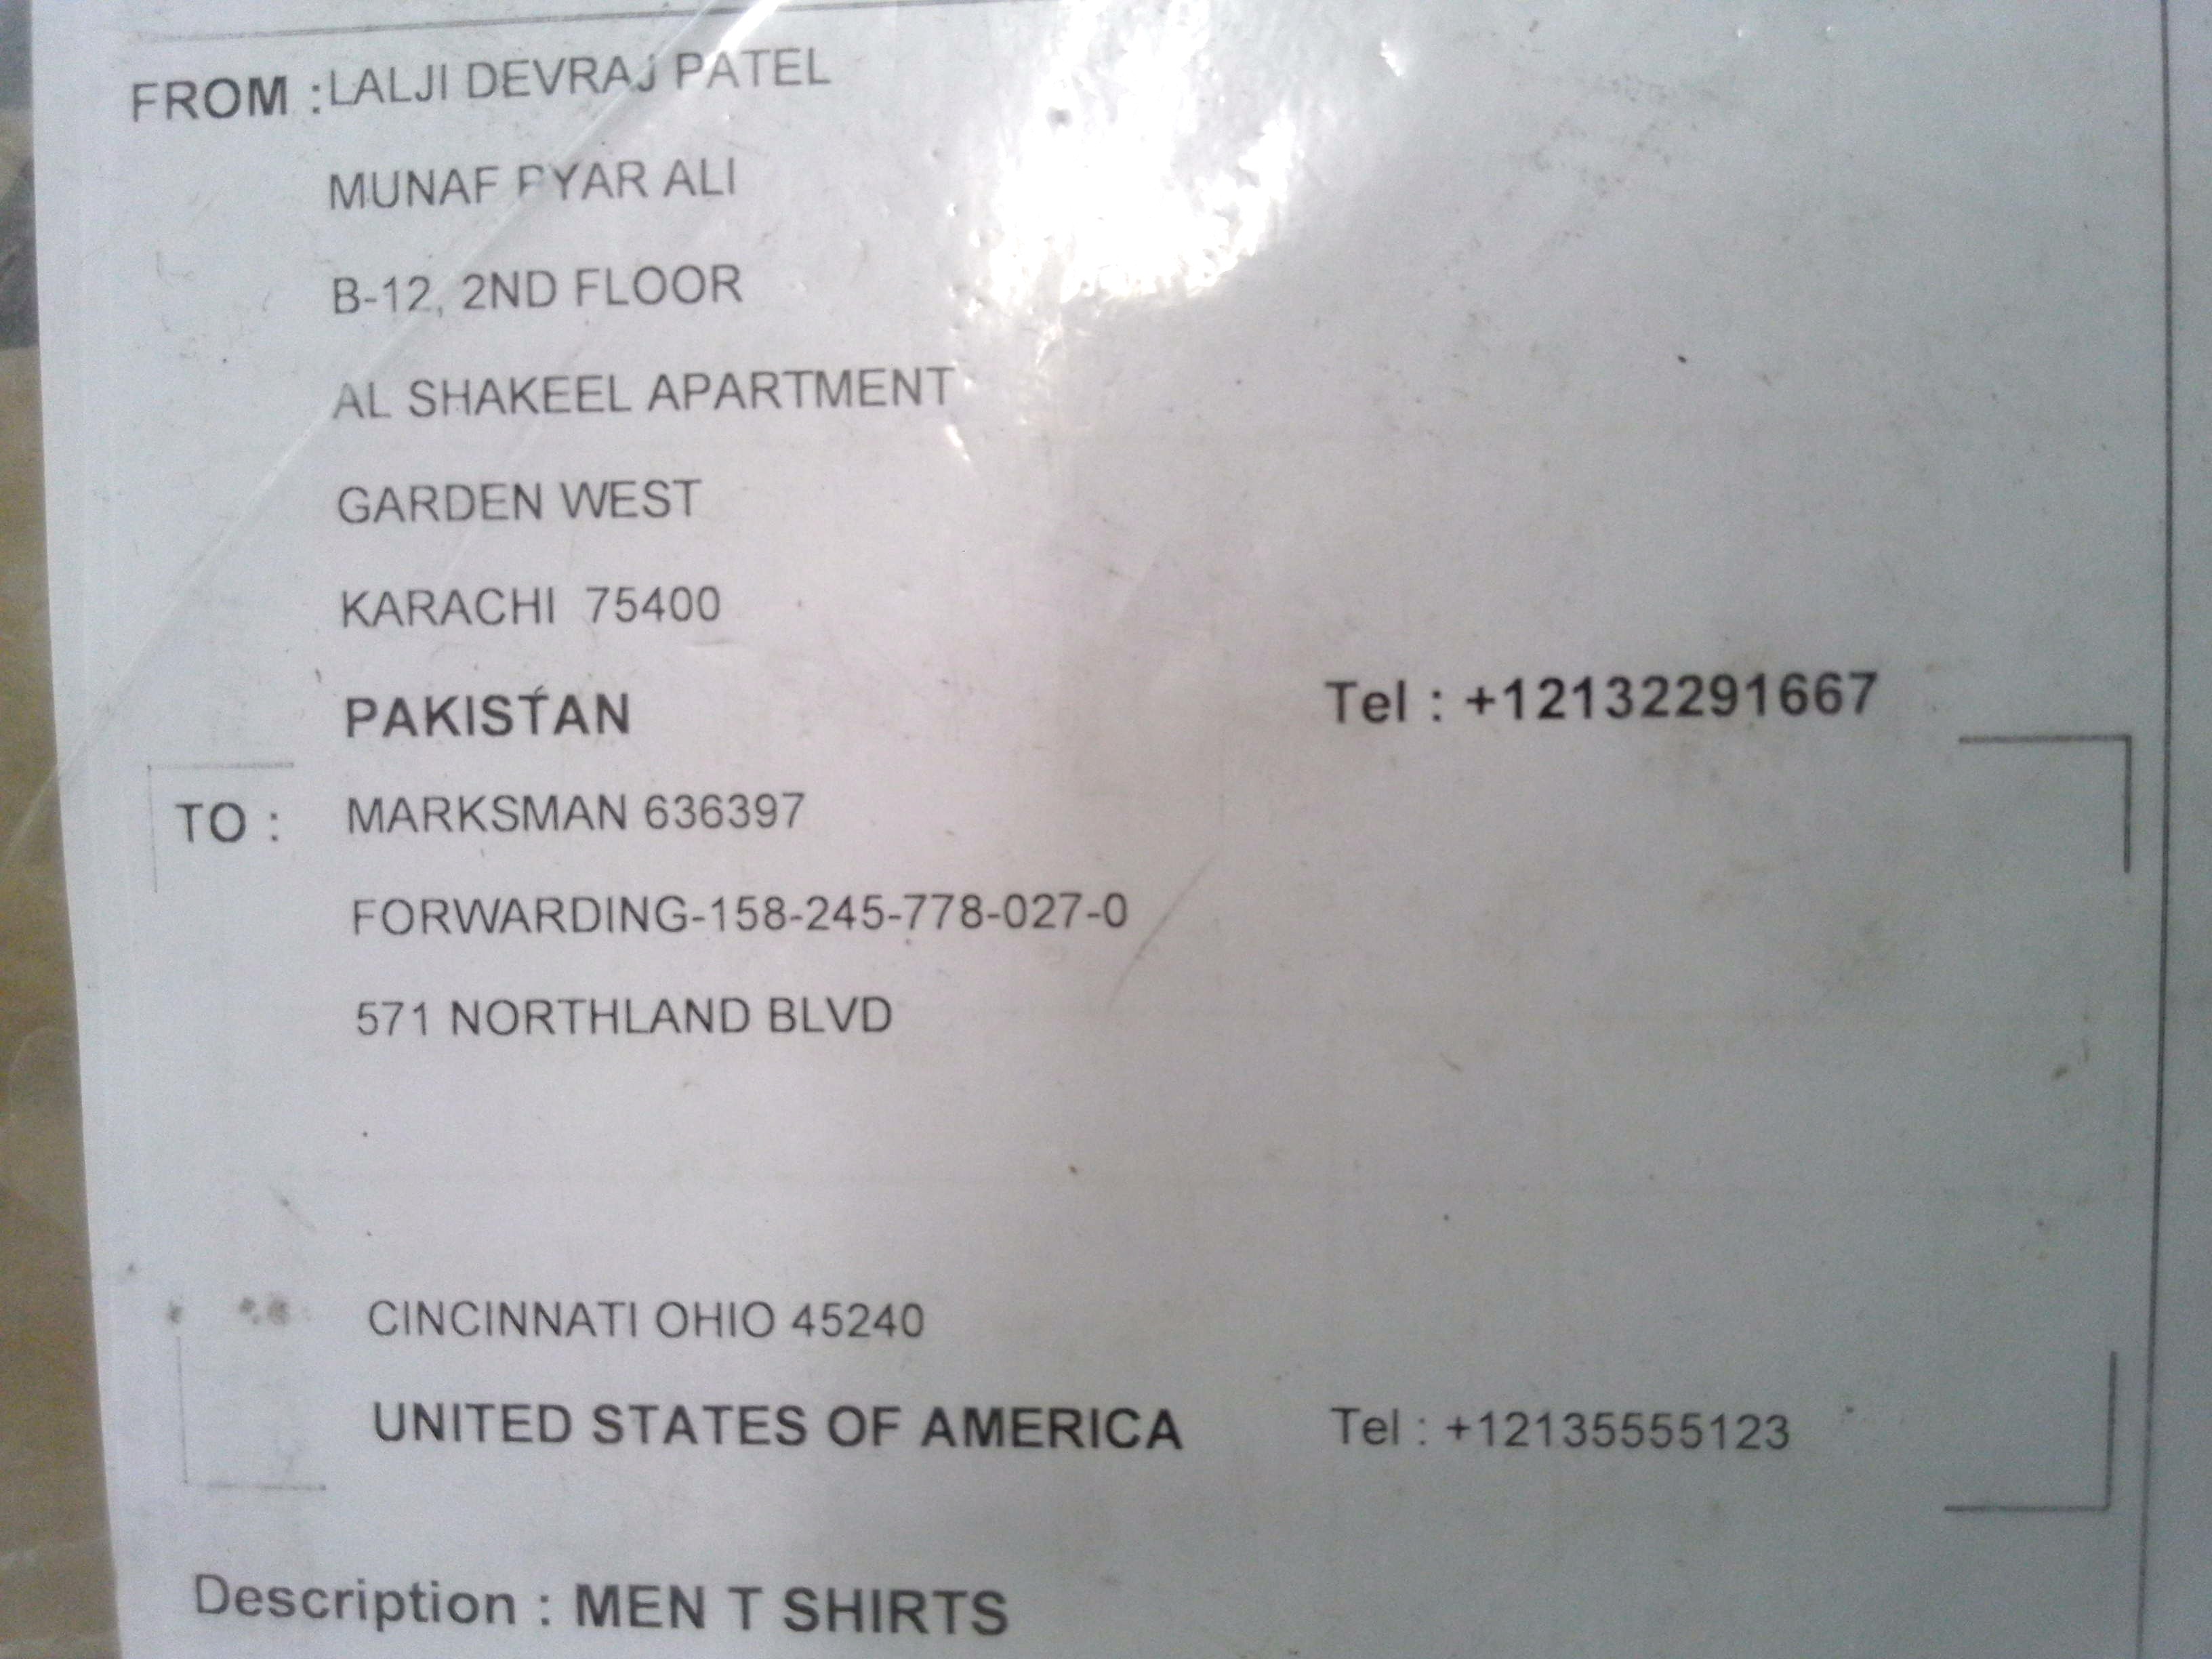 FROM : LALJI DEVRAJ PATEL
MUNAF PYAR ALI
B-12, 2ND FLOOR
AL SHAKEEL APARTMENT
GARDEN WEST
KARACHI 75400
PAKISTAN Tel : +12132291667
TO : MARKSMAN 636397
FORWARDING-158-245-778-027-0
571 NORTHLAND BLVD
CINCINNATI OHIO 45240
UNITED STATES OF AMERICA Tel : +12135555123
Description : MEN T SHIRTS